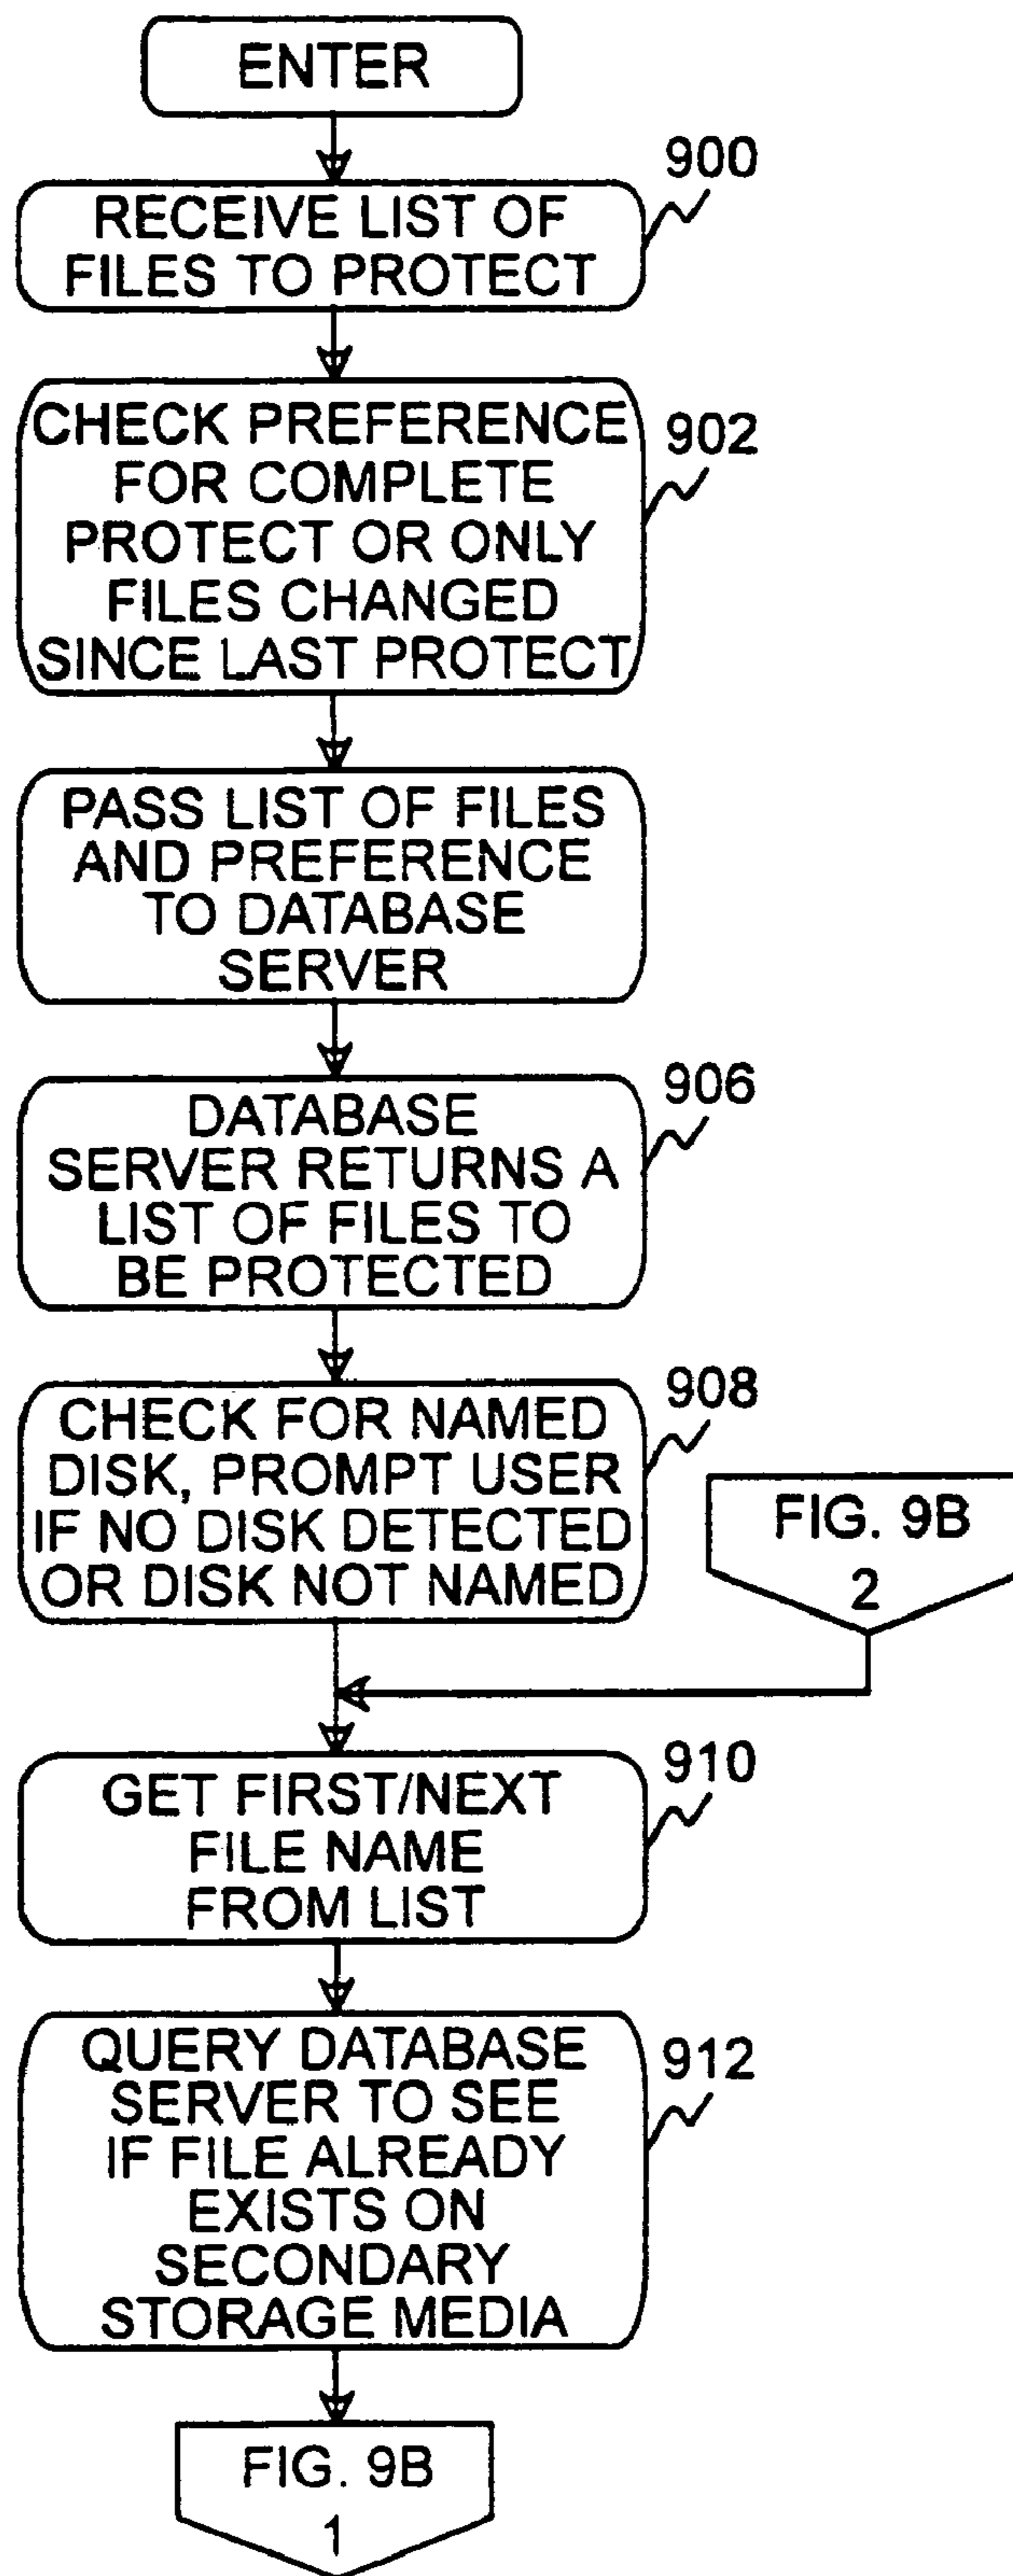 ENTER
900
RECEIVE LIST OF
FILES TO PROTECT
902
CHECK PREFERENCE
FOR COMPLETE
PROTECT OR ONLY
FILES CHANGED
SINCE LAST PROTECT
PASS LIST OF FILES
AND PREFERENCE
TO DATABASE
SERVER
906
DATABASE
SERVER RETURNS A
LIST OF FILES TO
BE PROTECTED
908
CHECK FOR NAMED
DISK, PROMPT USER
IF NO DISK DETECTED
OR DISK NOT NAMED
FIG. 9B
2
910
GET FIRST/NEXT
FILE NAME
FROM LIST
912
QUERY DATABASE
SERVER TO SEE
IF FILE ALREADY
EXISTS ON
SECONDARY
STORAGE MEDIA
FIG. 9B
1